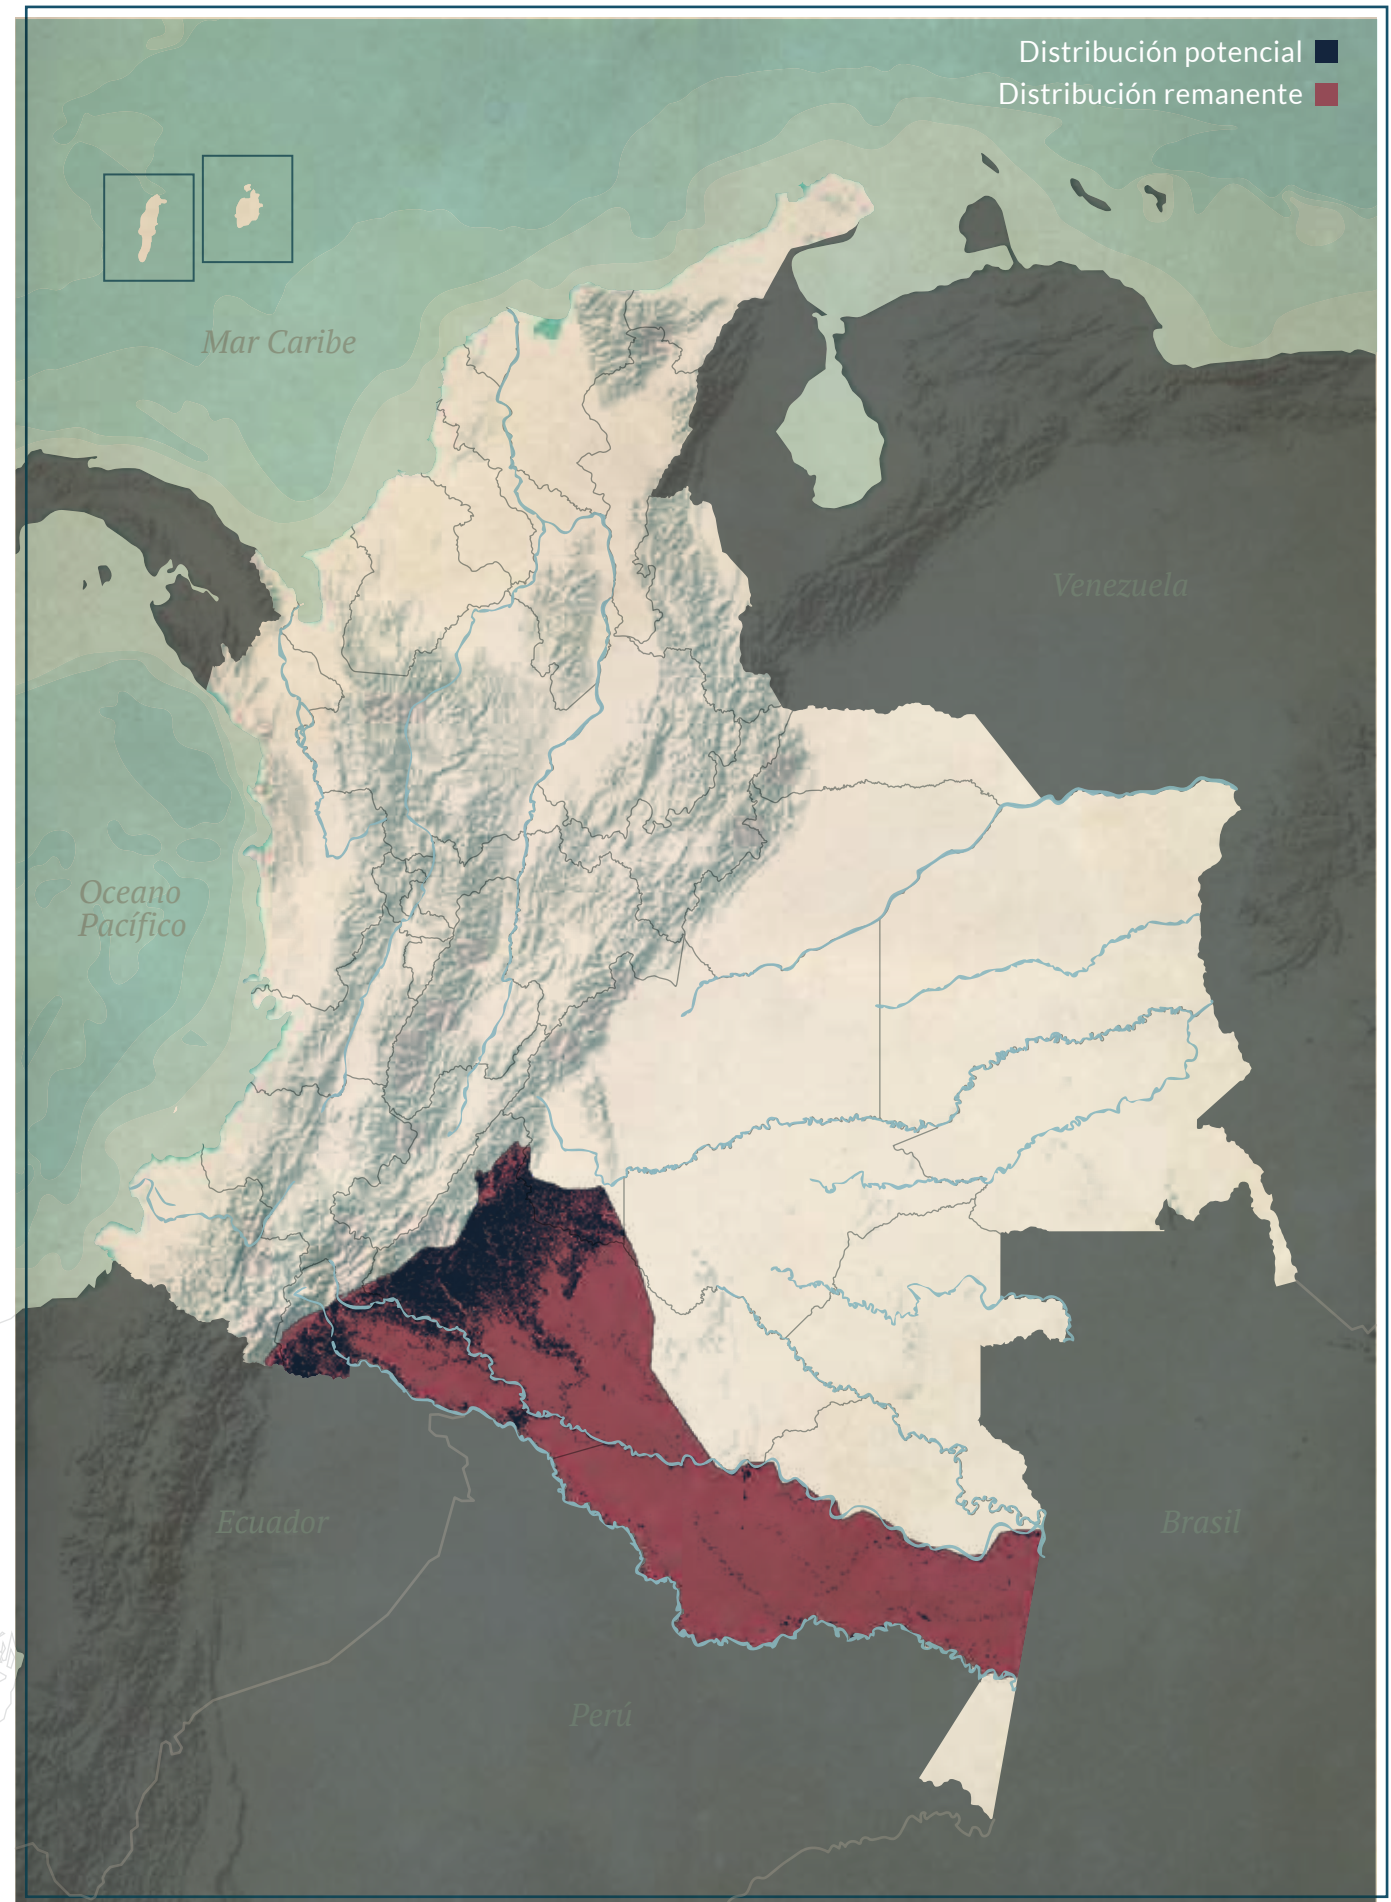 Distribución potencial
Distribución remanente
Mar Caribe
Venezuela
Oceano
Pacífico
Ecuador
Brasil
Perú